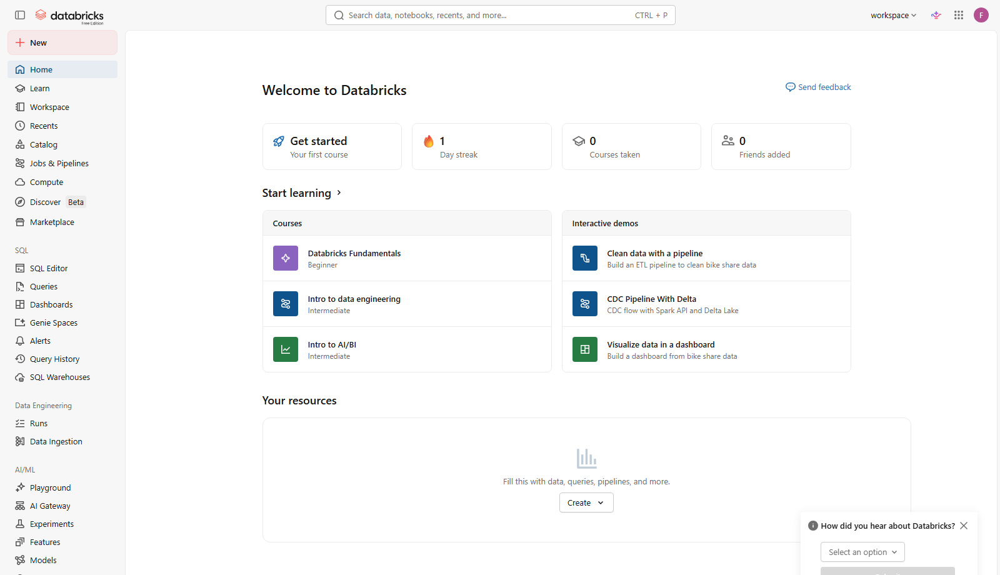 databricks
Free Edition
Search data, notebooks, recents, and more...
CTRL + P
workspace
F
New
Home
Learn
Workspace
Recents
Catalog
Jobs & Pipelines
Compute
Discover Beta
Marketplace
SQL
SQL Editor
Queries
Dashboards
Genie Spaces
Alerts
Query History
SQL Warehouses
Data Engineering
Runs
Data Ingestion
AI/ML
Playground
AI Gateway
Experiments
Features
Models
Welcome to Databricks
Send feedback
Get started
Your first course
1
Day streak
0
Courses taken
0
Friends added
Start learning
Courses
Databricks Fundamentals
Beginner
Intro to data engineering
Intermediate
Intro to AI/BI
Intermediate
Interactive demos
Clean data with a pipeline
Build an ETL pipeline to clean bike share data
CDC Pipeline With Delta
CDC flow with Spark API and Delta Lake
Visualize data in a dashboard
Build a dashboard from bike share data
Your resources
Fill this with data, queries, pipelines, and more.
Create
How did you hear about Databricks?
Select an option